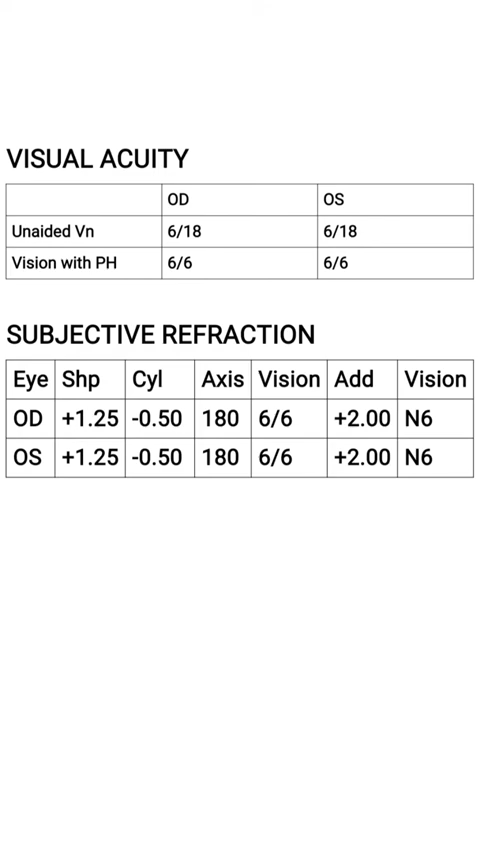 VISUAL ACUITY
OD OS
Unaided Vn 6/18 6/18
Vision with PH 6/6 6/6
SUBJECTIVE REFRACTION
Eye Shp Cyl Axis Vision Add Vision
OD +1.25 -0.50 180 6/6 +2.00 N6
OS +1.25 -0.50 180 6/6 +2.00 N6